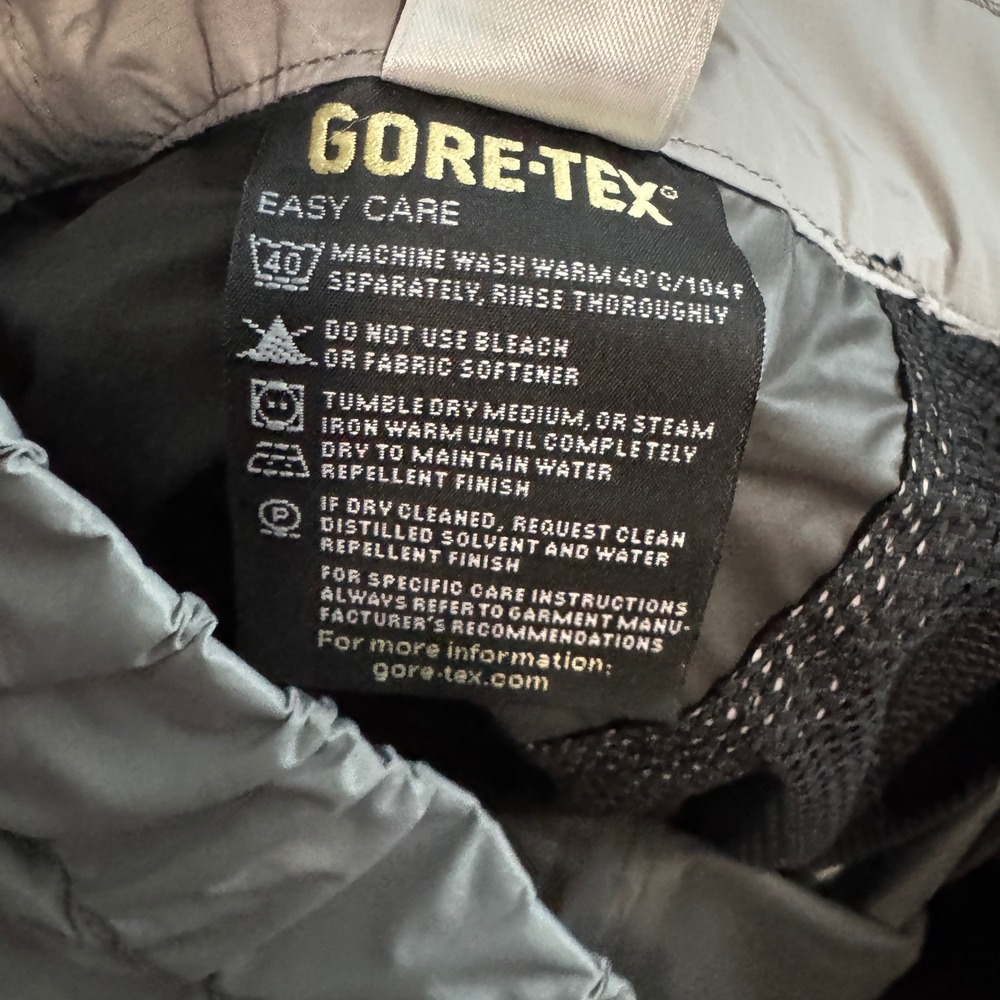 GORE-TEX®
EASY CARE
40 MACHINE WASH WARM 40°C/104F
SEPARATELY, RINSE THOROUGHLY
DO NOT USE BLEACH
OR FABRIC SOFTENER
TUMBLE DRY MEDIUM, OR STEAM
IRON WARM UNTIL COMPLETELY
DRY TO MAINTAIN WATER
REPELLENT FINISH
P IF DRY CLEANED, REQUEST CLEAN
DISTILLED SOLVENT AND WATER
REPELLENT FINISH
FOR SPECIFIC CARE INSTRUCTIONS
ALWAYS REFER TO GARMENT MANU-
FACTURER'S RECOMMENDATIONS
For more information:
gore-tex.com